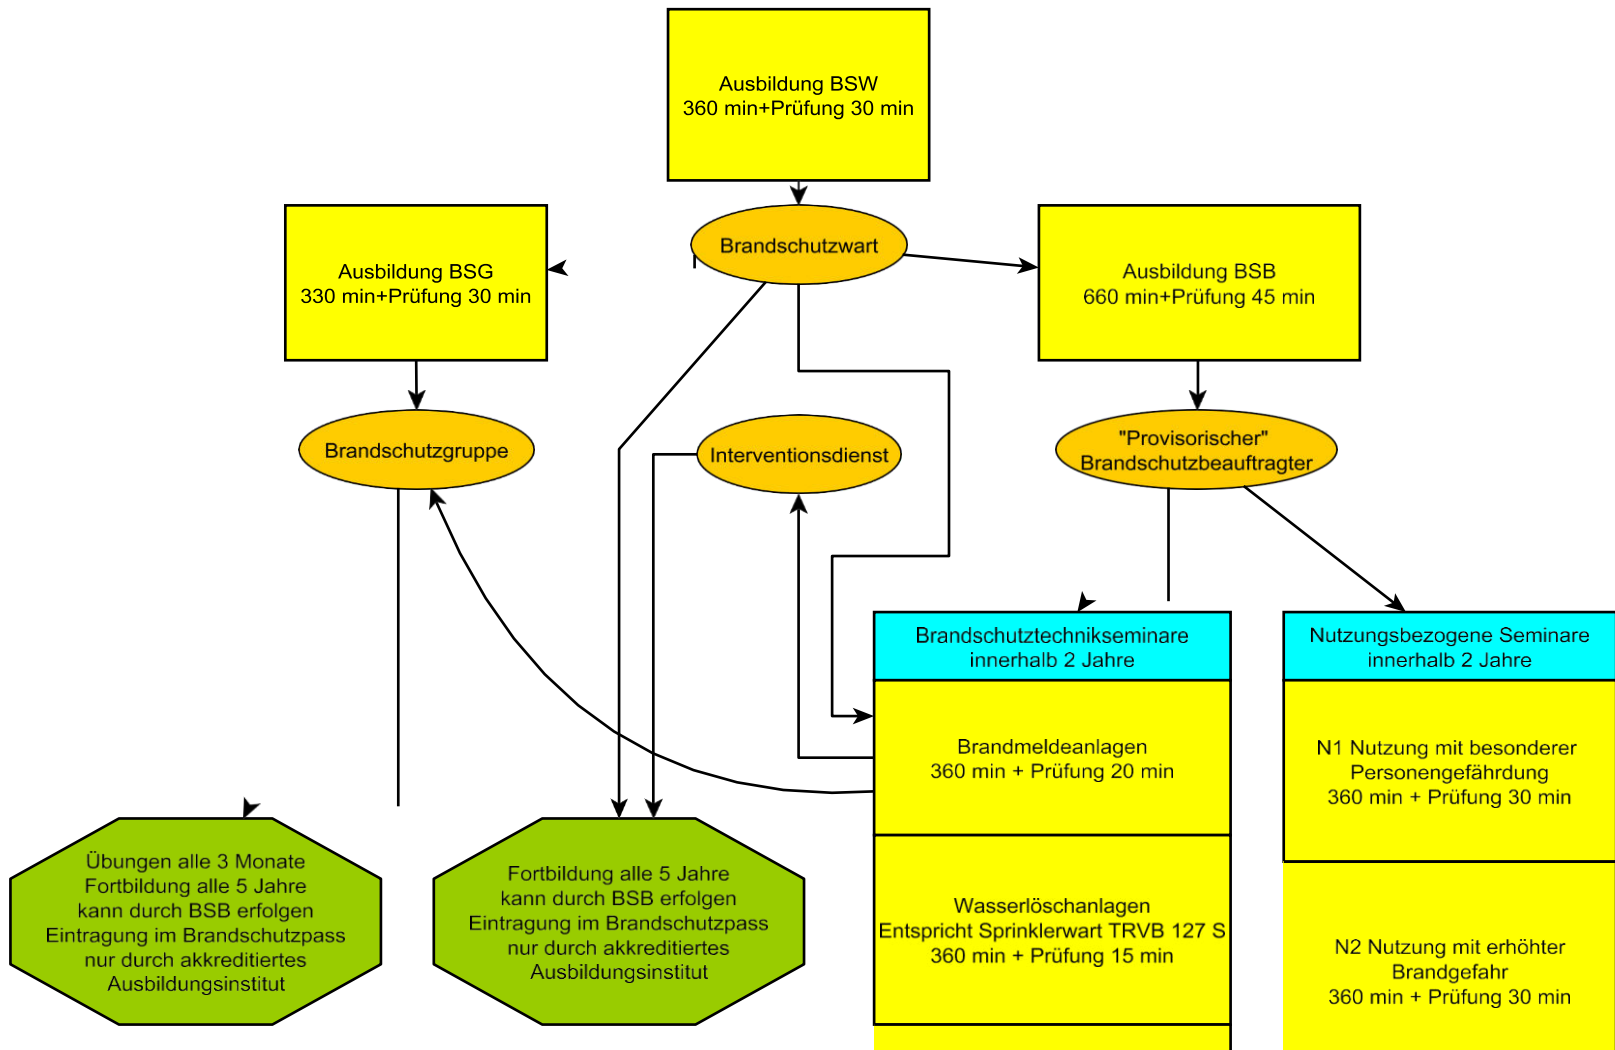 Ausbildung BSW
360 min+Prüfung 30 min
Brandschutzwart
Ausbildung BSG
330 min+Prüfung 30 min
Ausbildung BSB
660 min+Prüfung 45 min
Brandschutzgruppe
Interventionsdienst
"Provisorischer"
Brandschutzbeauftragter
Brandschutztechnikseminare
innerhalb 2 Jahre
Nutzungsbezogene Seminare
innerhalb 2 Jahre
Brandmeldeanlagen
360 min + Prüfung 20 min
N1 Nutzung mit besonderer
Personengefährdung
360 min + Prüfung 30 min
Übungen alle 3 Monate
Fortbildung alle 5 Jahre
kann durch BSB erfolgen
Eintragung im Brandschutzpass
nur durch akkreditiertes
Ausbildungsinstitut
Fortbildung alle 5 Jahre
kann durch BSB erfolgen
Eintragung im Brandschutzpass
nur durch akkreditiertes
Ausbildungsinstitut
Wasserlöschanlagen
Entspricht Sprinklerwart TRVB 127 S
360 min + Prüfung 15 min
N2 Nutzung mit erhöhter
Brandgefahr
360 min + Prüfung 30 min